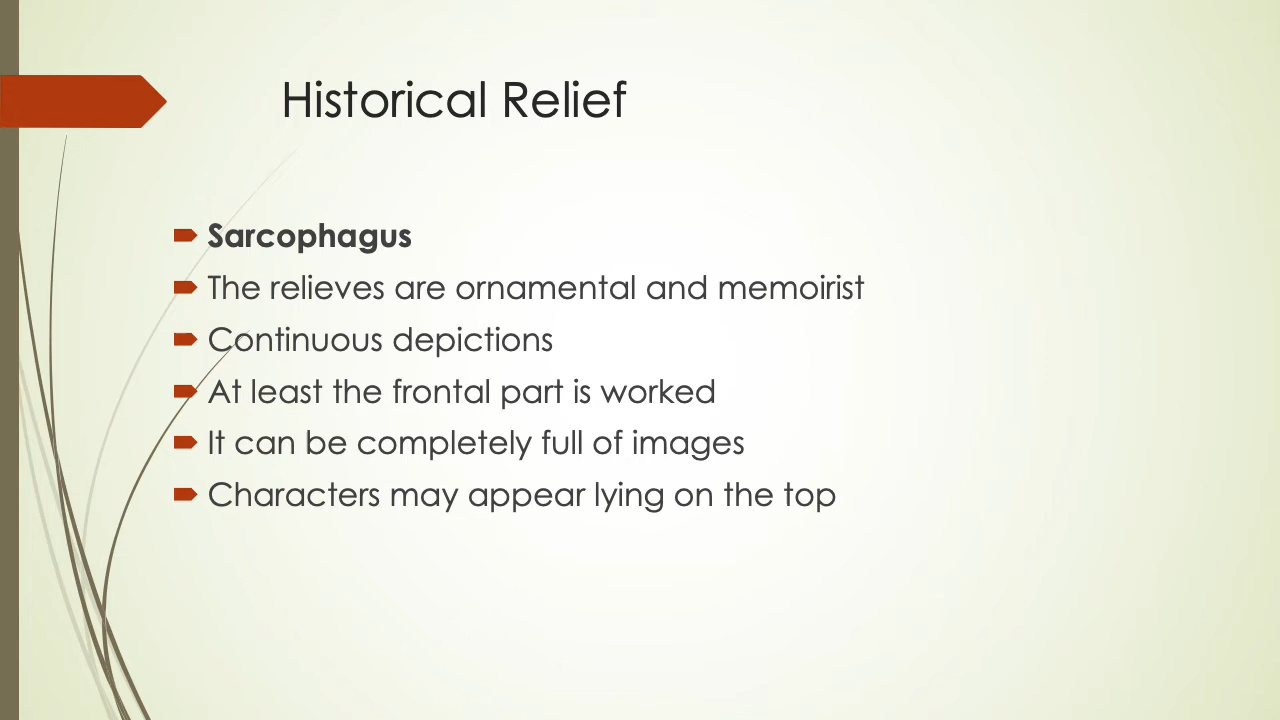 Historical Relief
Sarcophagus
The relieves are ornamental and memoirist
Continuous depictions
At least the frontal part is worked
It can be completely full of images
Characters may appear lying on the top